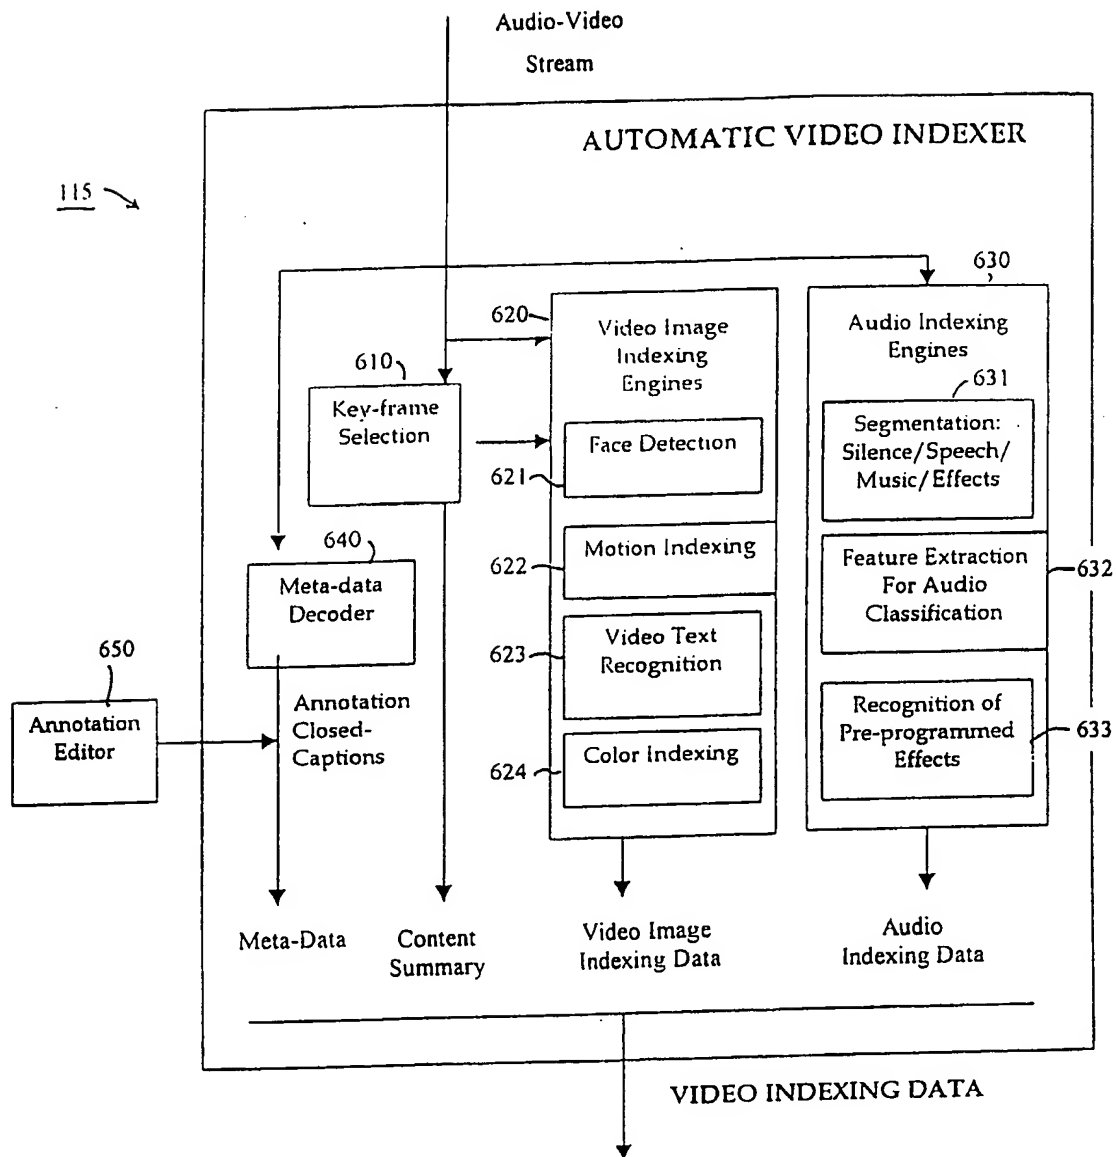 Audio-Video
Stream
AUTOMATIC VIDEO INDEXER
115
630
620
Video Image
Indexing
Engines
Audio Indexing
Engines
610
Key-frame
Selection
631
Segmentation:
Silence/Speech/
Music/Effects
Face Detection
621
640
Meta-data
Decoder
Motion Indexing
622
Feature Extraction
For Audio
Classification
632
650
Annotation
Editor
Annotation
Closed-
Captions
Video Text
Recognition
623
Recognition of
Pre-programmed
Effects
633
Color Indexing
624
Meta-Data
Content
Summary
Video Image
Indexing Data
Audio
Indexing Data
VIDEO INDEXING DATA